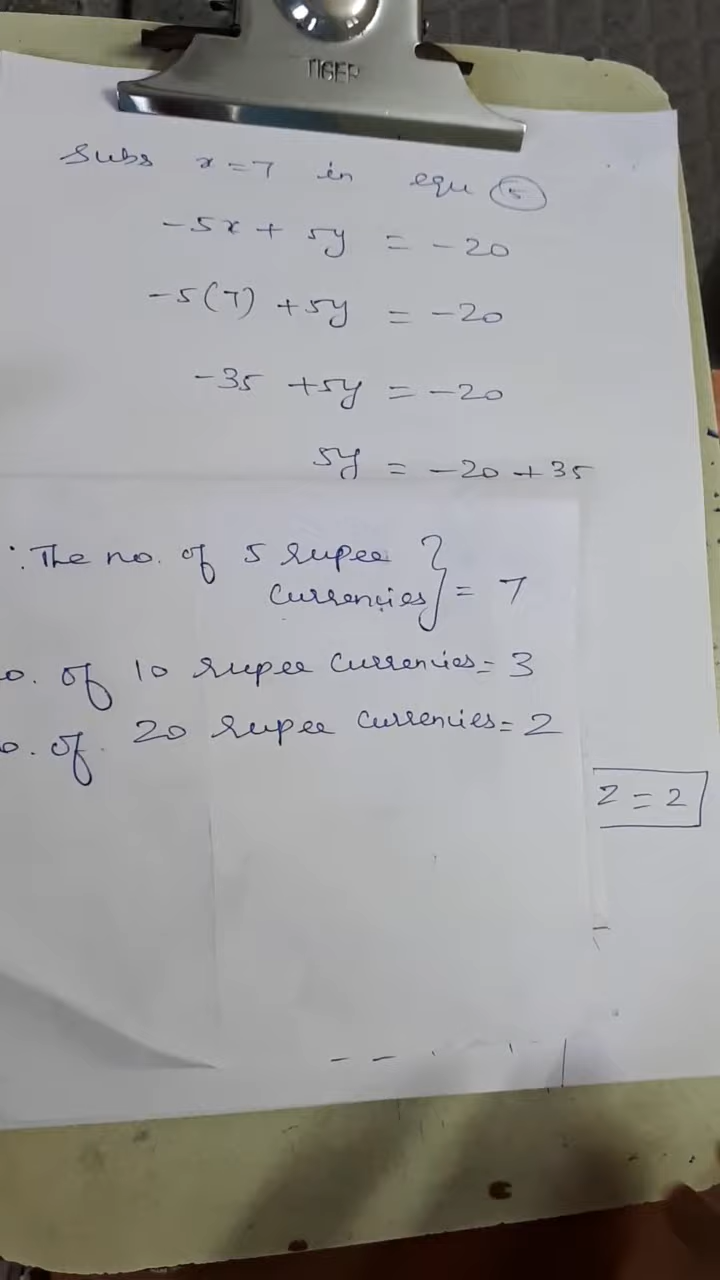 TIGER
Subs x=7 in equ 5
-5x + 5y = -20
-5(7) +5y = -20
-35 +5y = -20
5y = -20 +35
∴ The no. of 5 rupee
currencies } = 7
o. of 10 rupee currencies = 3
o. of. 20 rupee currencies = 2
z = 2